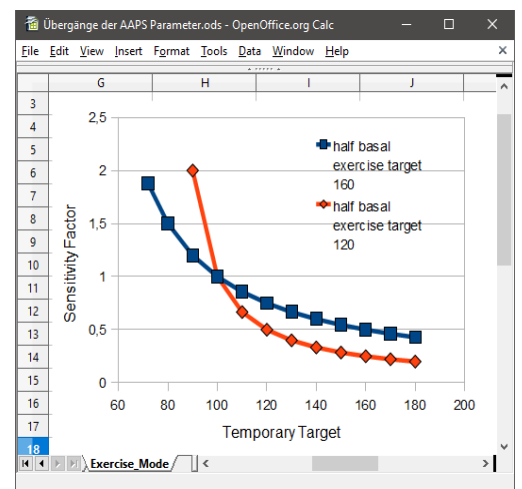 Übergänge der AAPS Parameter.ods - OpenOffice.org Calc
File Edit View Insert Format Tools Data Window Help
G H I J
3
4
5
6
7
8
9
10
11
12
13
14
15
16
17
18
2,5
2
1,5
1
0,5
0
Sensitivity Factor
half basal
exercise target
160
half basal
exercise target
120
60 80 100 120 140 160 180 200
Temporary Target
Exercise_Mode